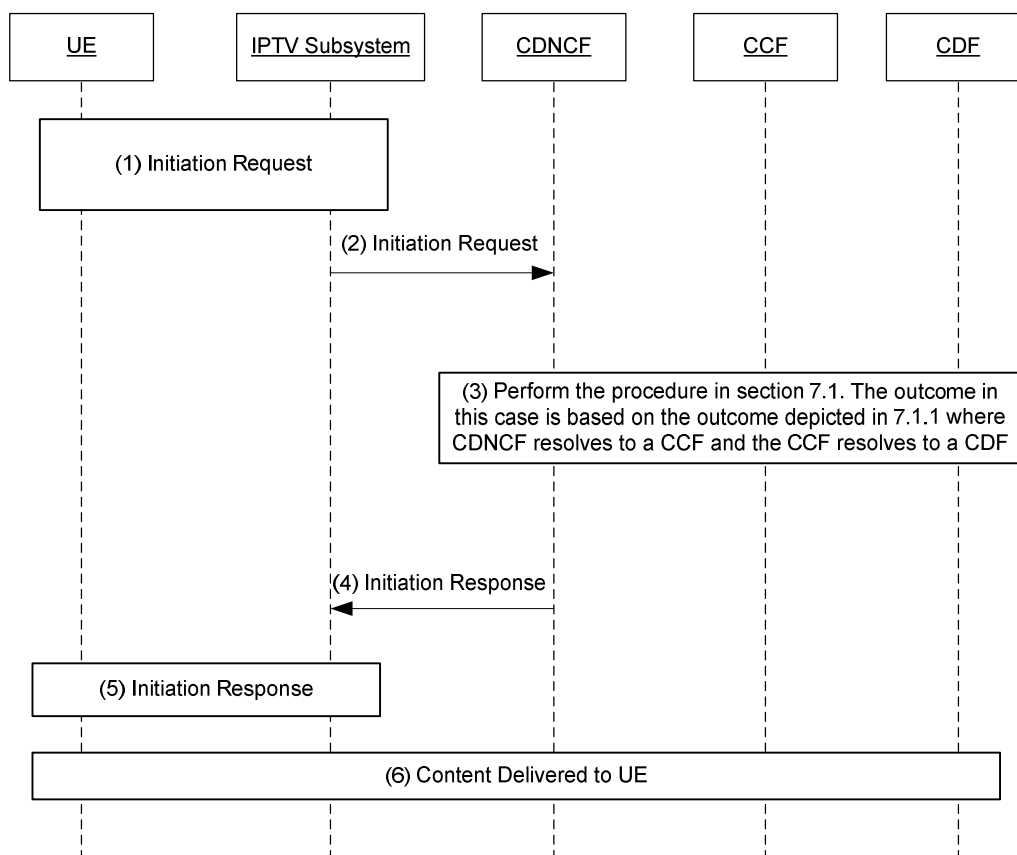 UE
IPTV Subsystem
CDNCF
CCF
CDF
(1) Initiation Request
(2) Initiation Request
(3) Perform the procedure in section 7.1. The outcome in
this case is based on the outcome depicted in 7.1.1 where
CDNCF resolves to a CCF and the CCF resolves to a CDF
(4) Initiation Response
(5) Initiation Response
(6) Content Delivered to UE